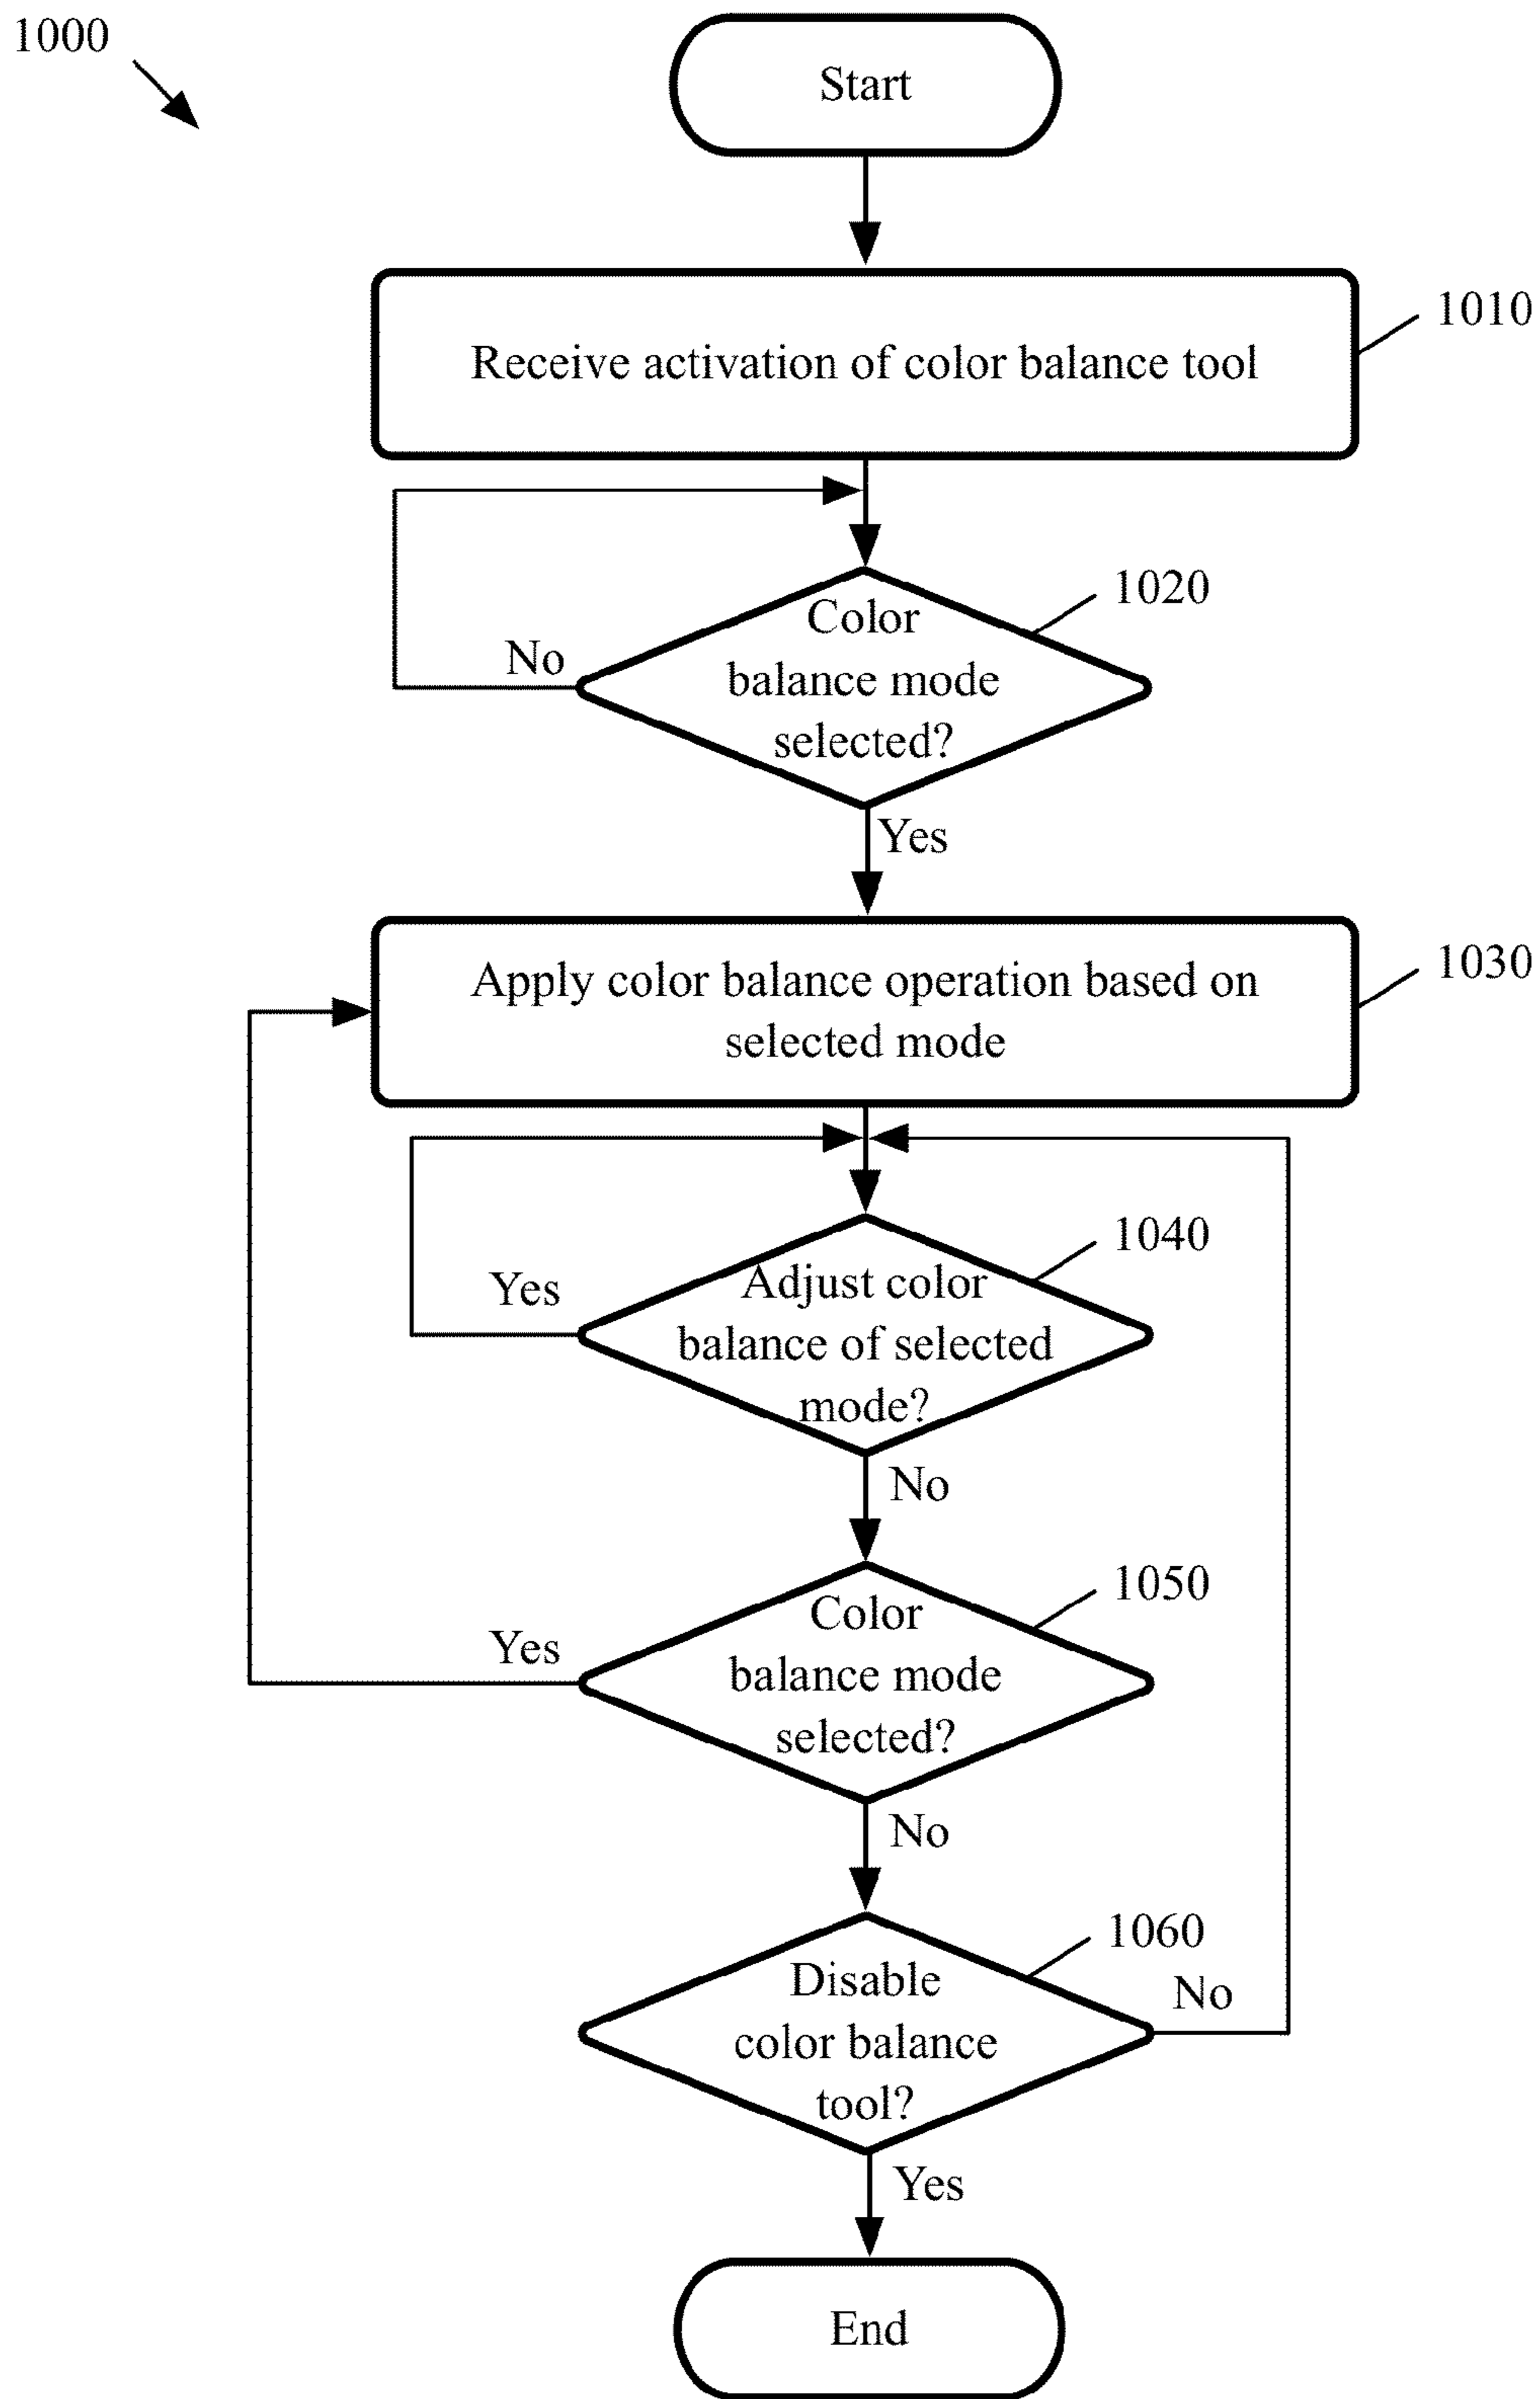 1000
Start
Receive activation of color balance tool
1010
Color
balance mode
selected?
1020
No
Yes
Apply color balance operation based on
selected mode
1030
Adjust color
balance of selected
mode?
1040
Yes
No
Color
balance mode
selected?
1050
Yes
No
Disable
color balance
tool?
1060
No
Yes
End